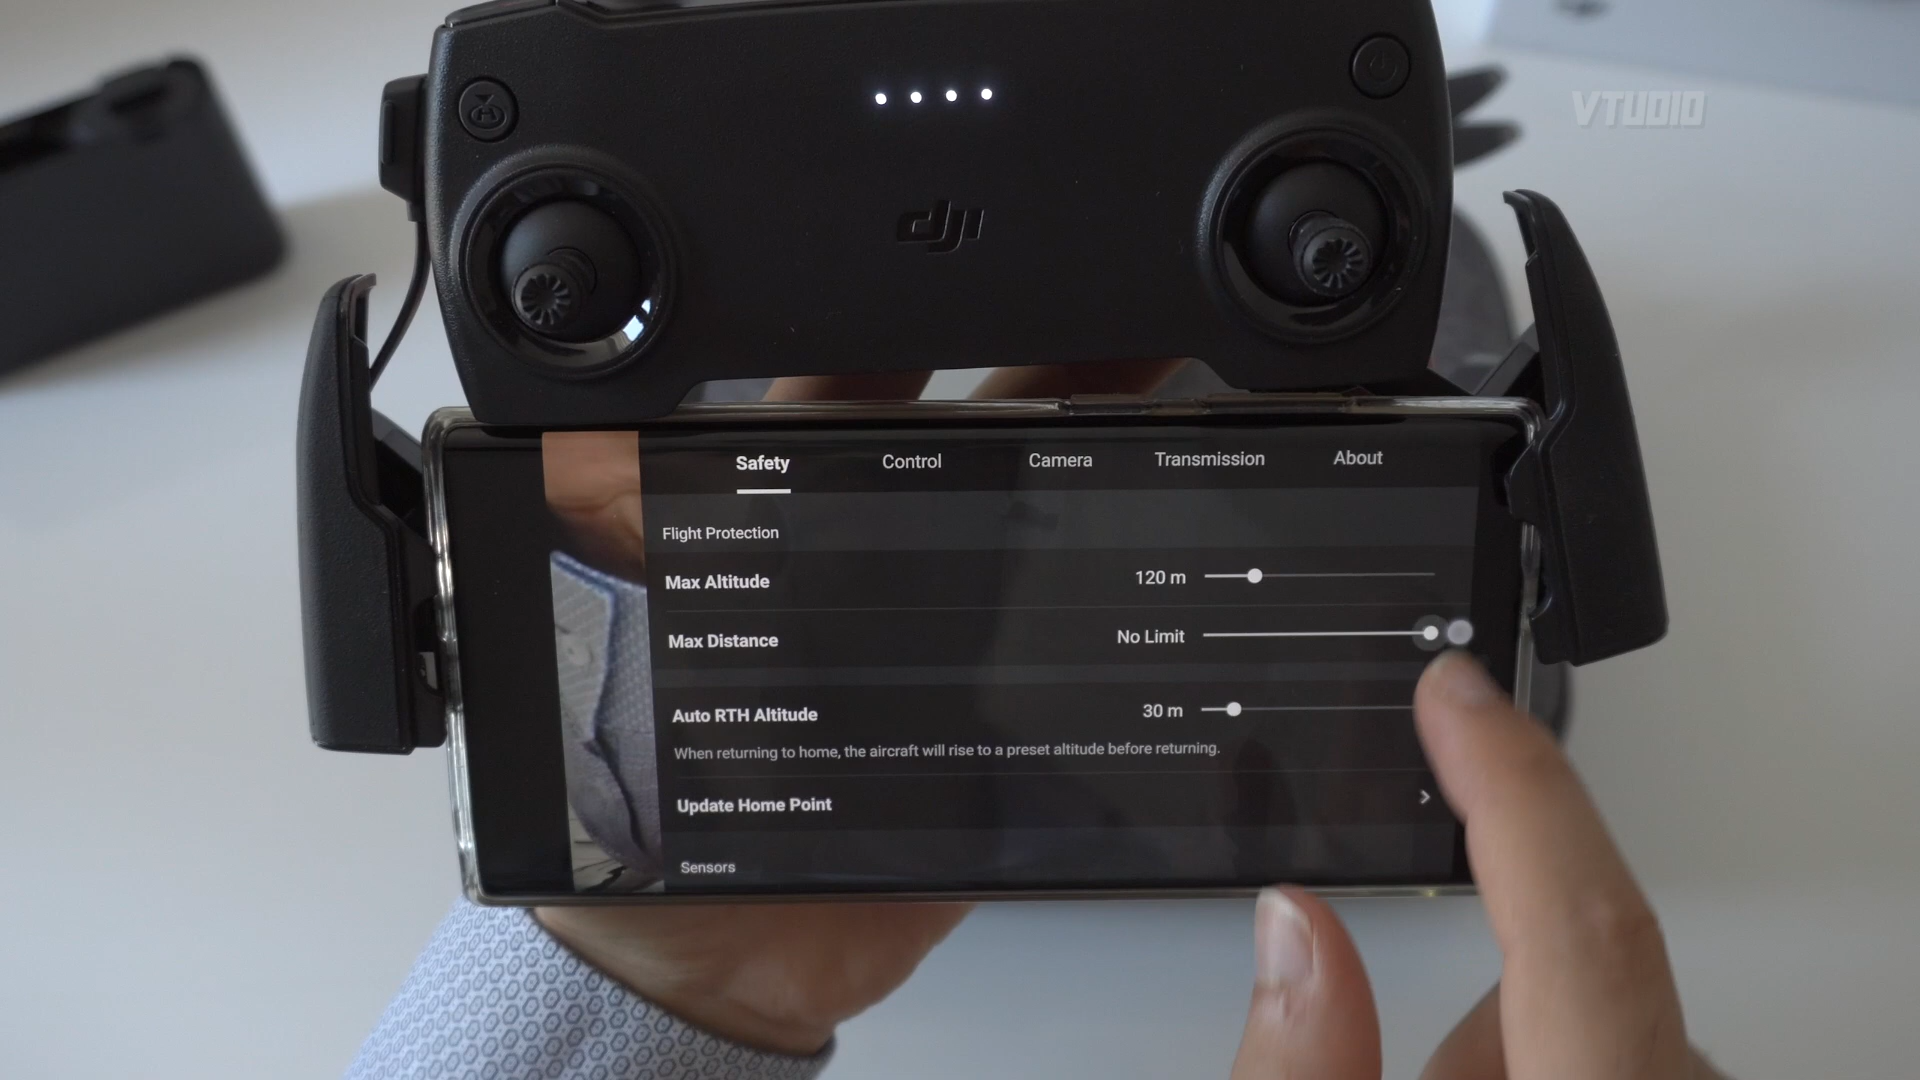 VTUDIO
dji
Safety Control Camera Transmission About
Flight Protection
Max Altitude 120 m
Max Distance No Limit
Auto RTH Altitude 30 m
When returning to home, the aircraft will rise to a preset altitude before returning.
Update Home Point
Sensors